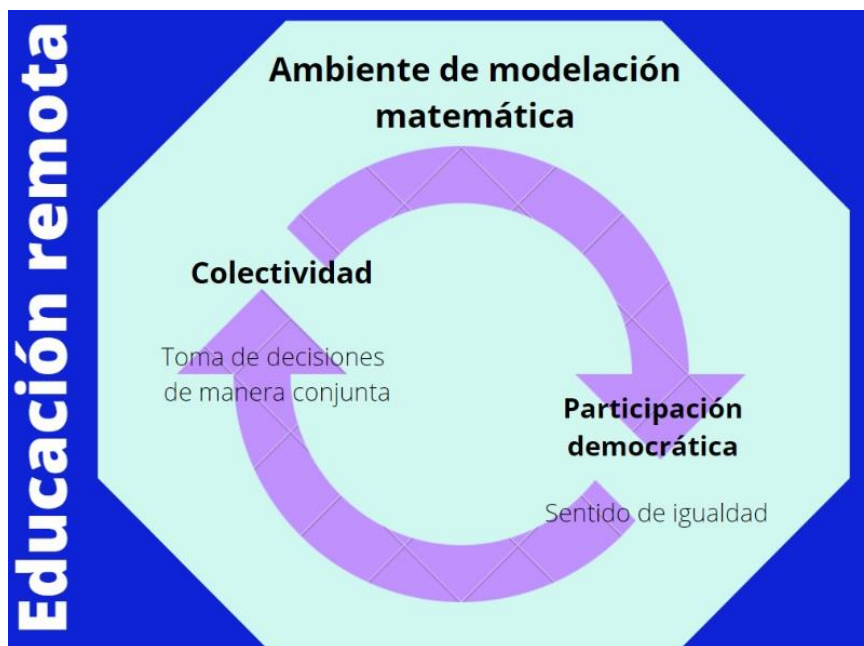 Educación remota
Ambiente de modelación
matemática
Colectividad
Toma de decisiones
de manera conjunta
Participación
democrática
Sentido de igualdad